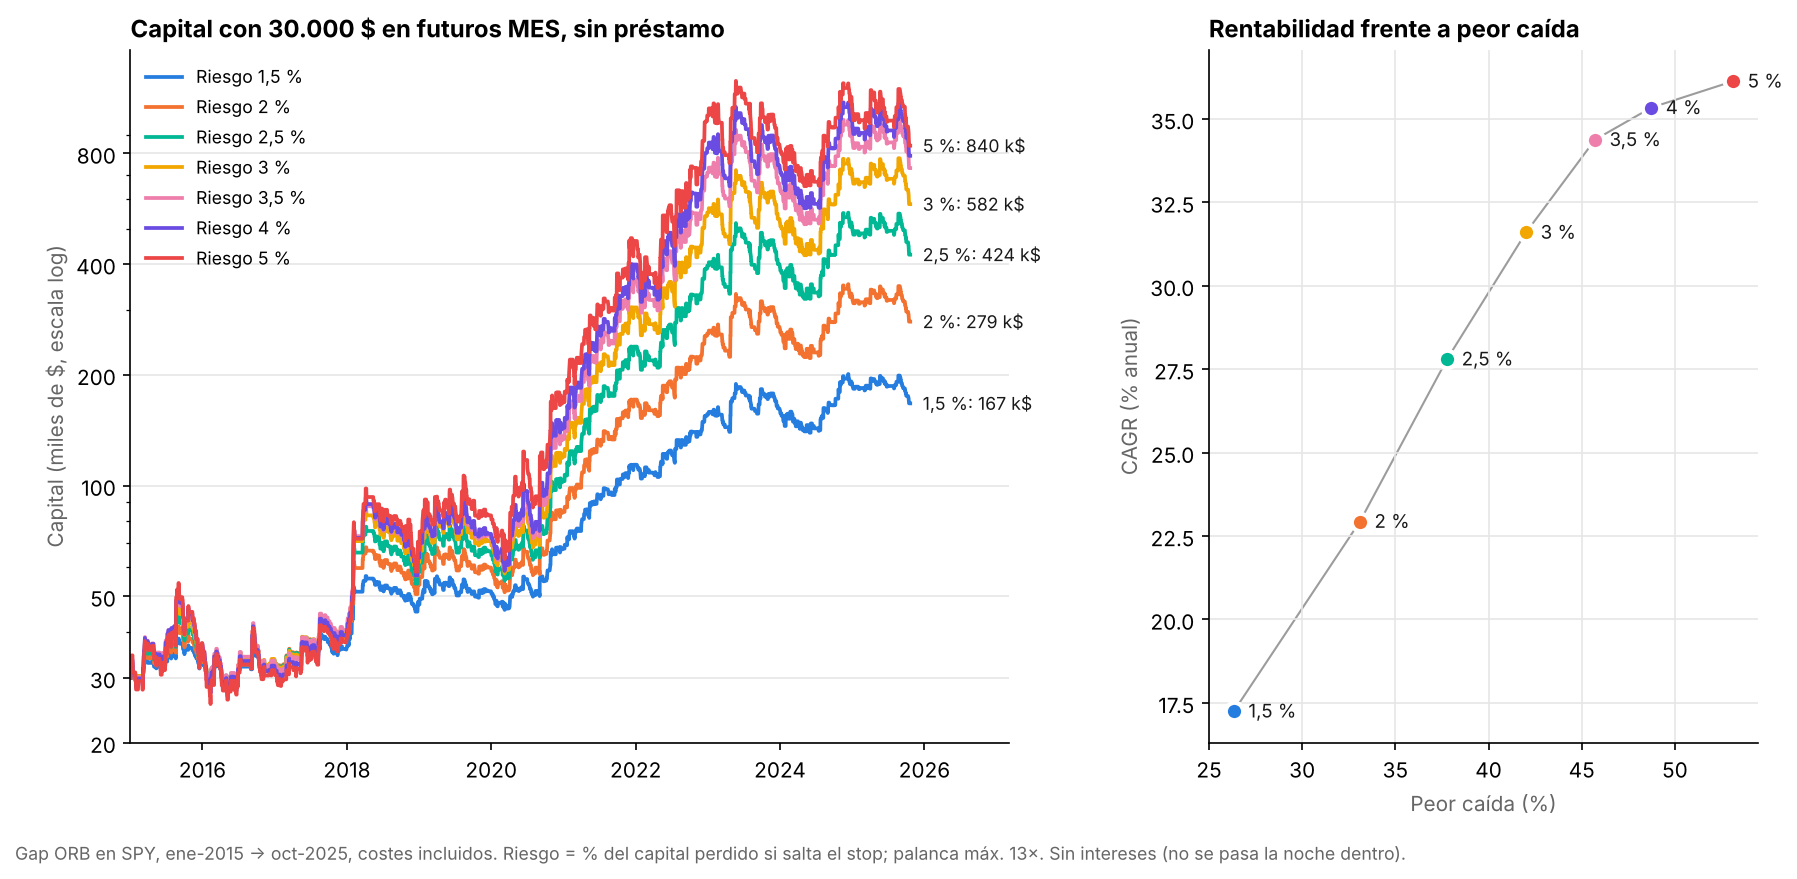 Capital con 30.000 $ en futuros MES, sin préstamo
Riesgo 1,5 %
Riesgo 2 %
Riesgo 2,5 %
Riesgo 3 %
Riesgo 3,5 %
Riesgo 4 %
Riesgo 5 %
Capital (miles de $, escala log)
800
400
200
100
50
30
20
2016
2018
2020
2022
2024
2026
5 %: 840 k$
3 %: 582 k$
2,5 %: 424 k$
2 %: 279 k$
1,5 %: 167 k$
Rentabilidad frente a peor caída
CAGR (% anual)
35.0
32.5
30.0
27.5
25.0
22.5
20.0
17.5
5 %
4 %
3,5 %
3 %
2,5 %
2 %
1,5 %
25
30
35
40
45
50
Peor caída (%)
Gap ORB en SPY, ene-2015 → oct-2025, costes incluidos. Riesgo = % del capital perdido si salta el stop; palanca máx. 13×. Sin intereses (no se pasa la noche dentro).